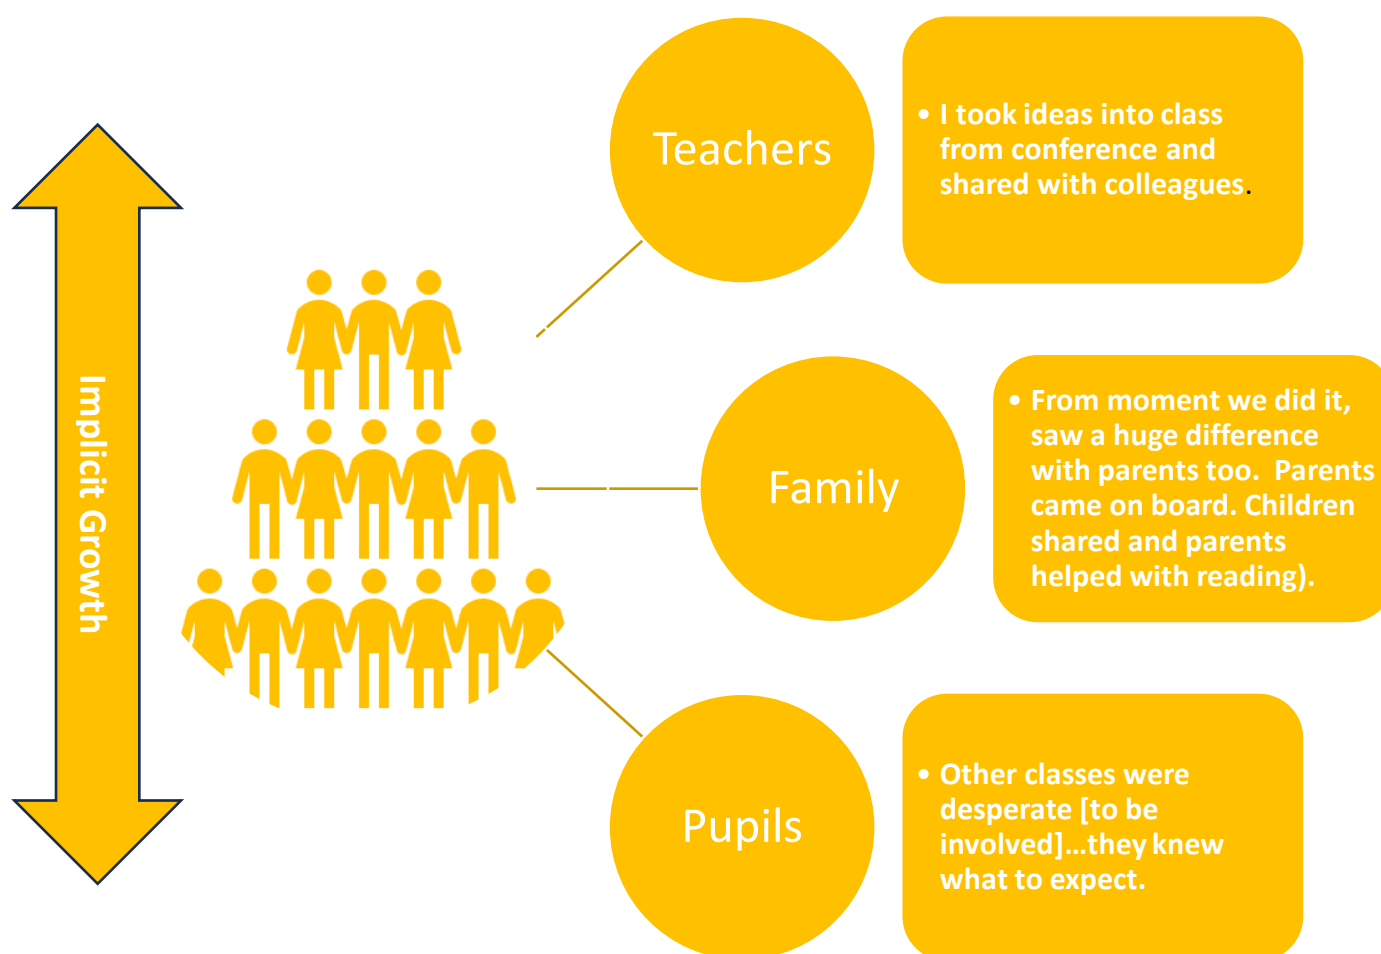 Implicit Growth
Teachers
• I took ideas into class
from conference and
shared with colleagues.
Family
• From moment we did it,
saw a huge difference
with parents too.  Parents
came on board. Children
shared and parents
helped with reading).
Pupils
• Other classes were
desperate [to be
involved]...they knew
what to expect.